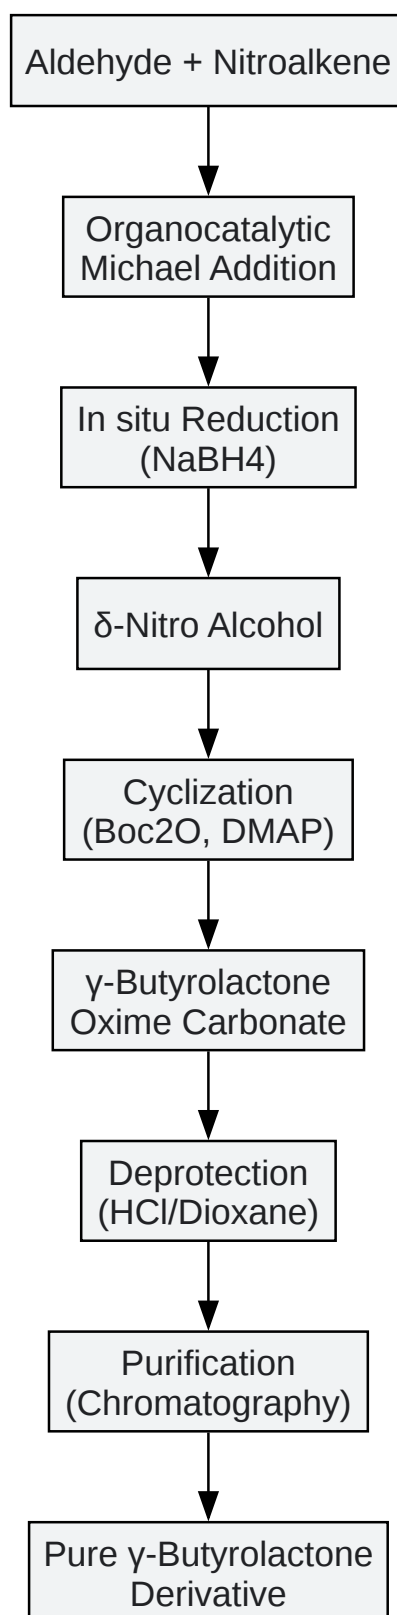 Aldehyde + Nitroalkene
Organocatalytic
Michael Addition
In situ Reduction
(NaBH4)
δ-Nitro Alcohol
Cyclization
(Boc2O, DMAP)
γ-Butyrolactone
Oxime Carbonate
Deprotection
(HCl/Dioxane)
Purification
(Chromatography)
Pure γ-Butyrolactone
Derivative